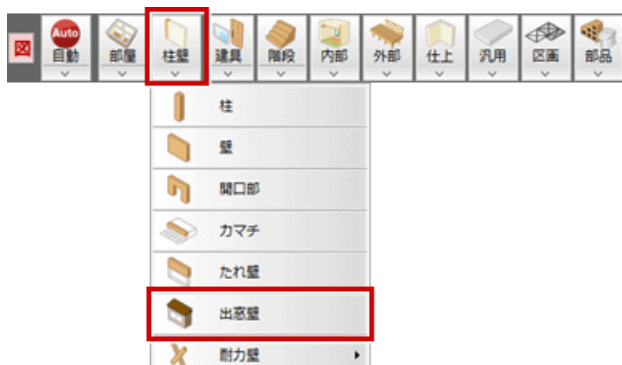 図
Auto
自動
部屋
柱壁
建具
階段
内部
外部
仕上
汎用
区画
部品
柱
壁
開口部
カマチ
たれ壁
出窓壁
耐力壁